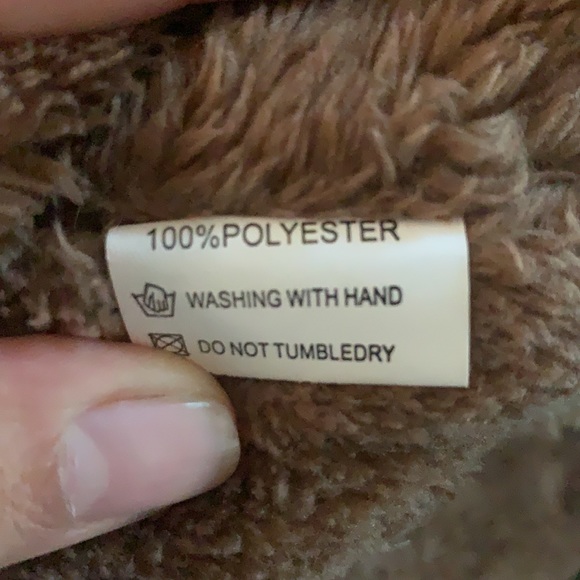 100%POLYESTER
WASHING WITH HAND
DO NOT TUMBLEDRY